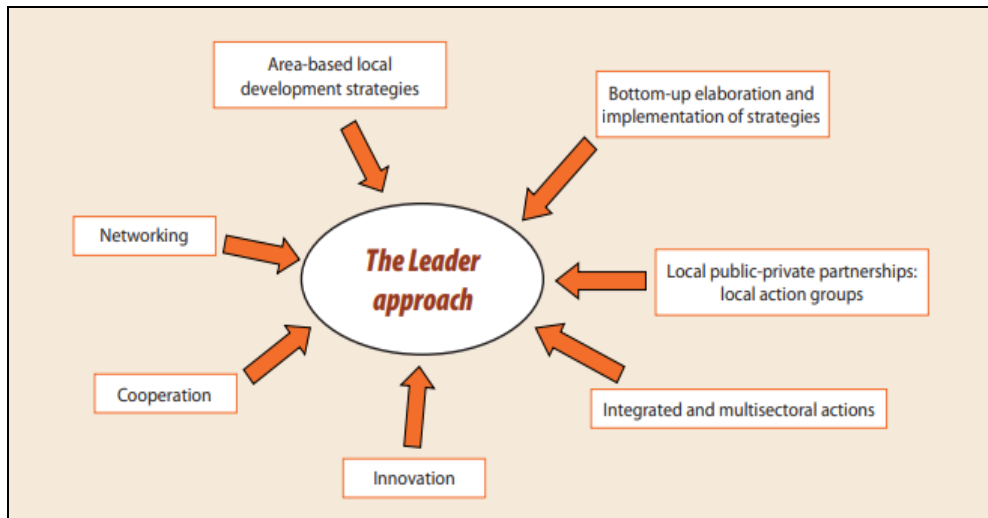 Area-based local
development strategies
Bottom-up elaboration and
implementation of strategies
Networking
The Leader
approach
Local public-private partnerships:
local action groups
Cooperation
Integrated and multisectoral actions
Innovation